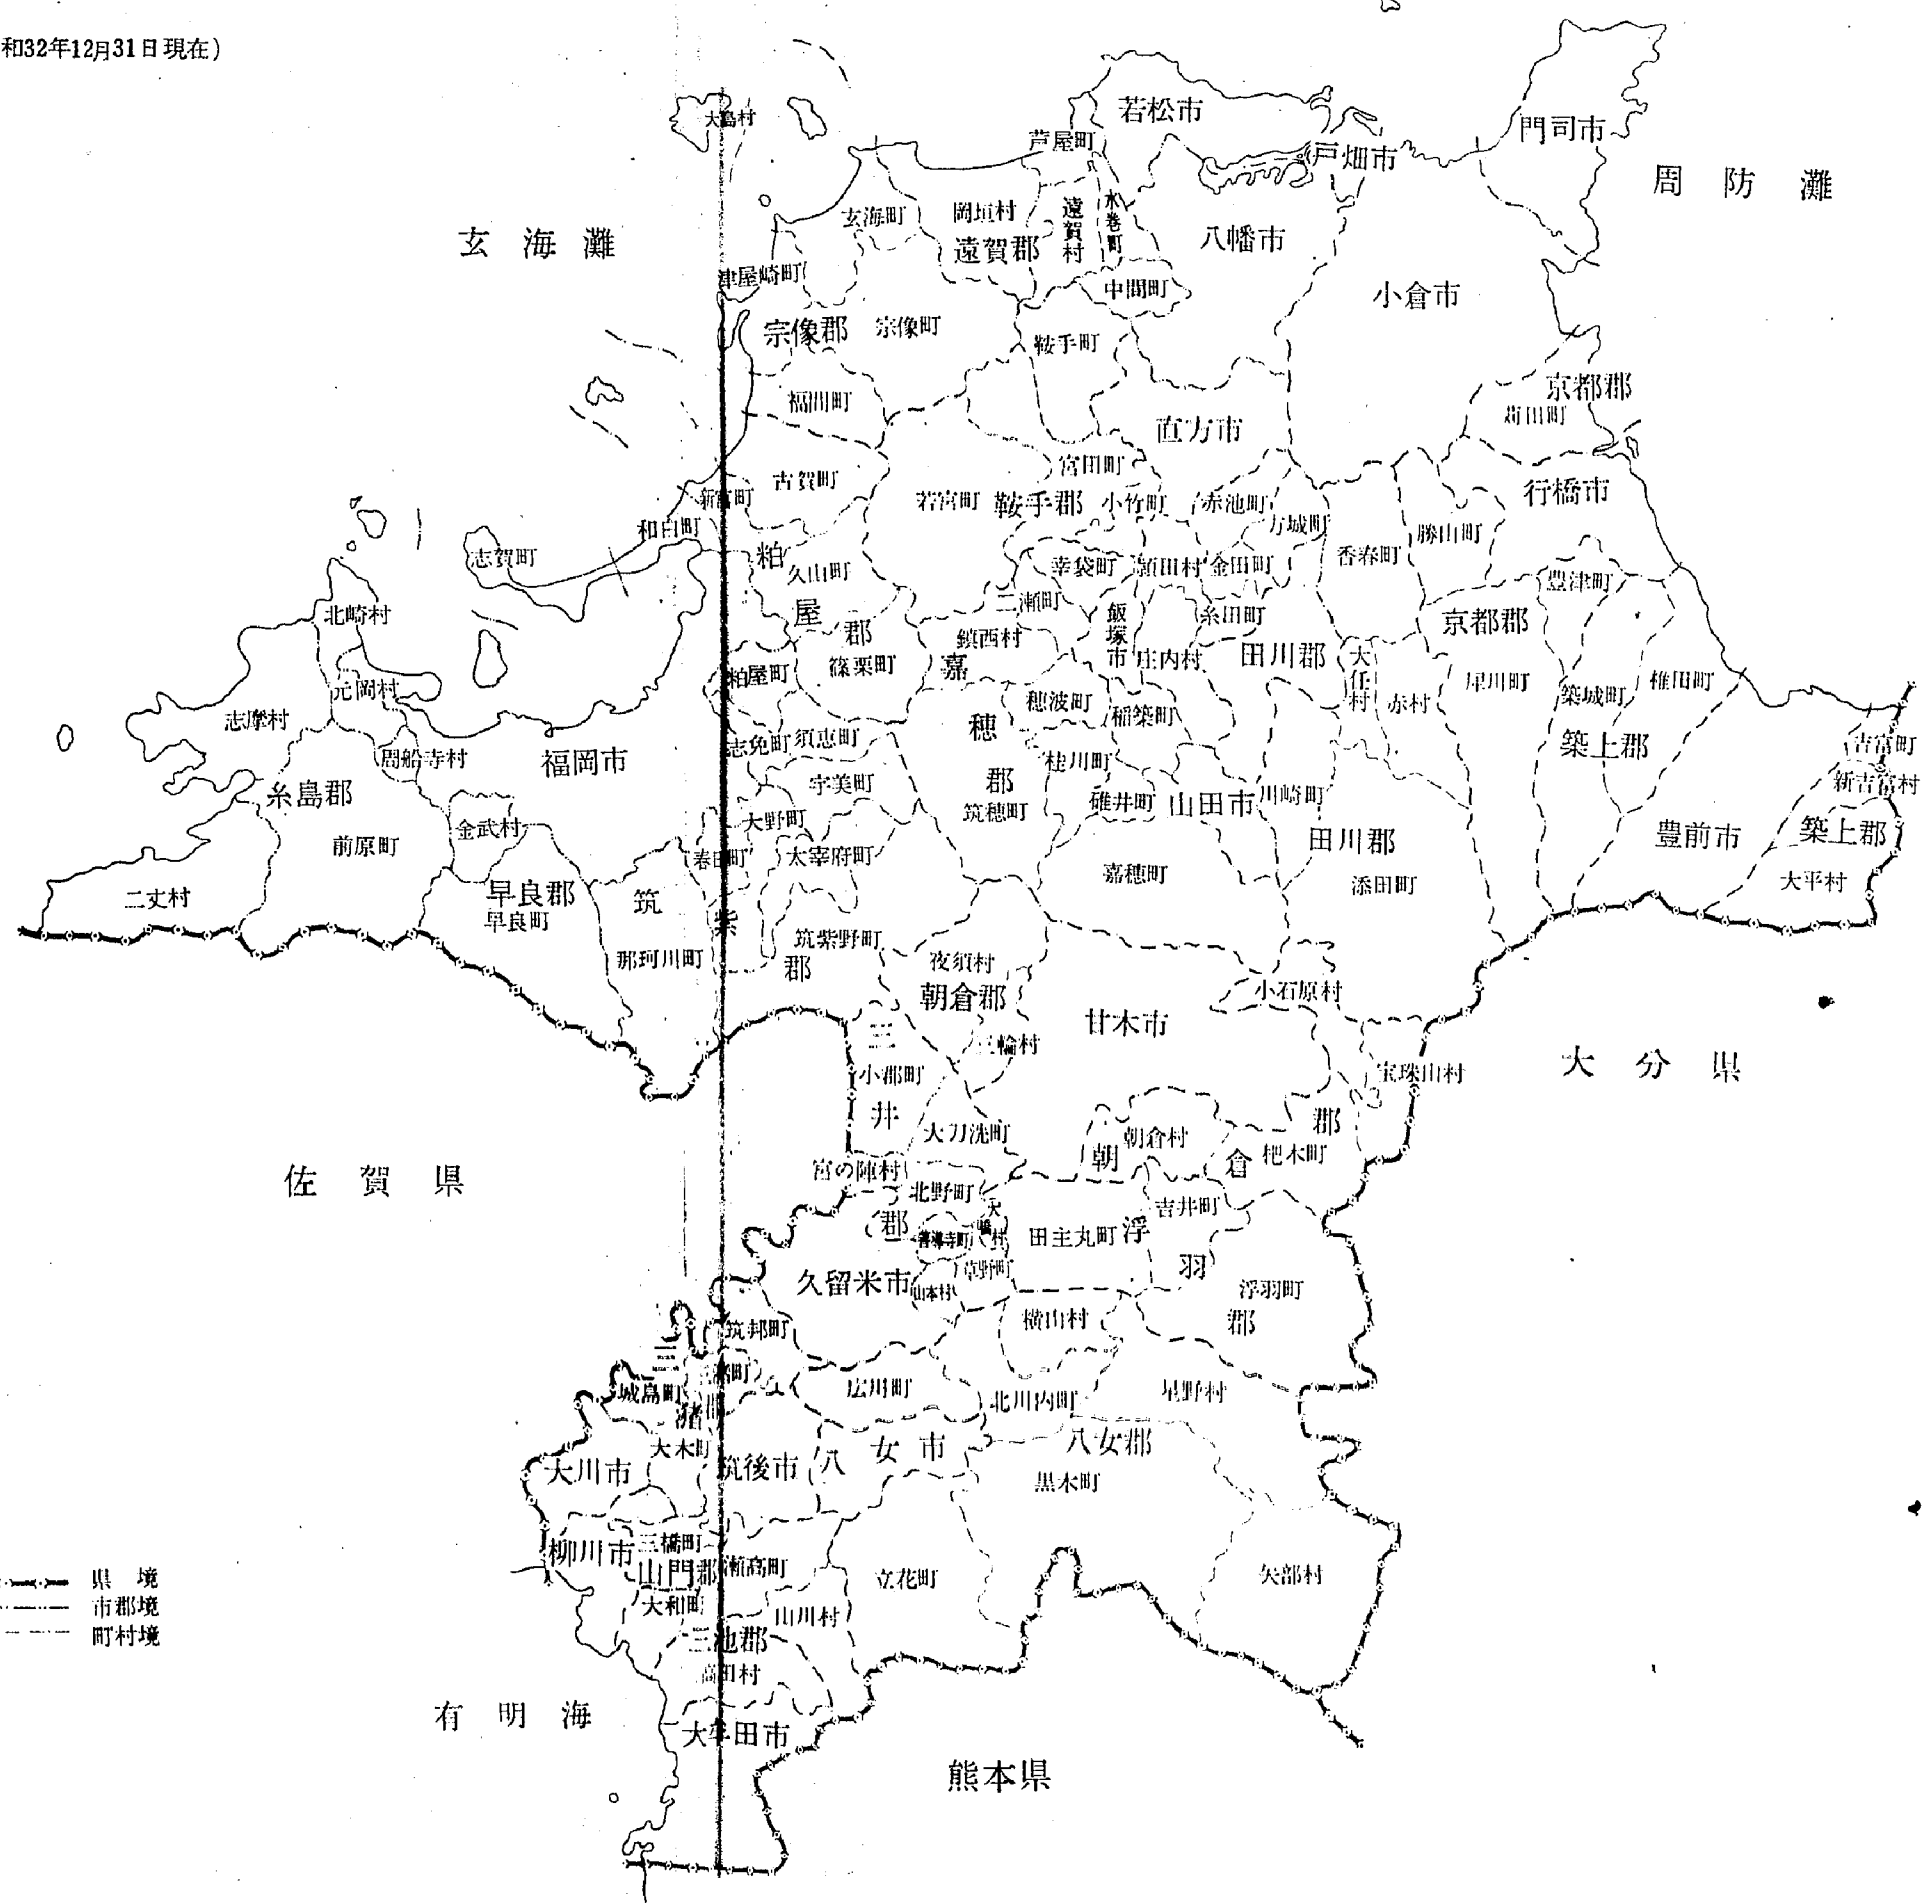 和32年12月31日現在）
大島村
若松市
芦屋町
門司市
戸畑市
周防灘
玄海町
岡垣村
遠賀郡
遠賀村
水巻町
八幡市
玄海灘
津屋崎町
中間町
小倉市
宗像郡
宗像町
鞍手町
福間町
京都郡
苅田町
直方市
宮田町
古賀町
新宮町
若宮町
鞍手郡
小竹町
赤池町
行橋市
和白町
方城町
勝山町
志賀町
粕
屋
郡
久山町
幸袋町
頴田村
金田町
香春町
豊津町
北崎村
二瀬町
飯塚市
糸田町
京都郡
鎮西村
嘉
穂
郡
庄内村
田川郡
大任村
粕屋町
篠栗町
犀川町
築城町
椎田町
元岡村
穂波町
稲築町
赤村
志摩村
志免町
須恵町
築上郡
吉富町
周船寺村
福岡市
桂川町
新吉富村
糸島郡
宇美町
筑穂町
碓井町
山田市
川崎町
金武村
大野町
前原町
春日町
太宰府町
田川郡
豊前市
築上郡
嘉穂町
添田町
大平村
二丈村
早良郡
早良町
筑
紫
郡
筑紫野町
那珂川町
夜須村
朝倉郡
小石原村
甘木市
三
井
郡
三輪村
小郡町
宝珠山村
大分県
大刀洗町
朝
倉
郡
朝倉村
杷木町
佐賀県
宮の陣村
北野町
大橋村
吉井町
善導寺町
田主丸町
浮
羽
郡
草野町
久留米市
山本村
浮羽町
横山村
筑邦町
三
潴
城島町
広川町
北川内町
星野村
大木町
大川市
筑後市
八女市
八女郡
黒木町
柳川市
三橋町
山門郡
瀬高町
立花町
矢部村
大和町
山川村
三池郡
高田村
県境
市郡境
町村境
有明海
大牟田市
熊本県